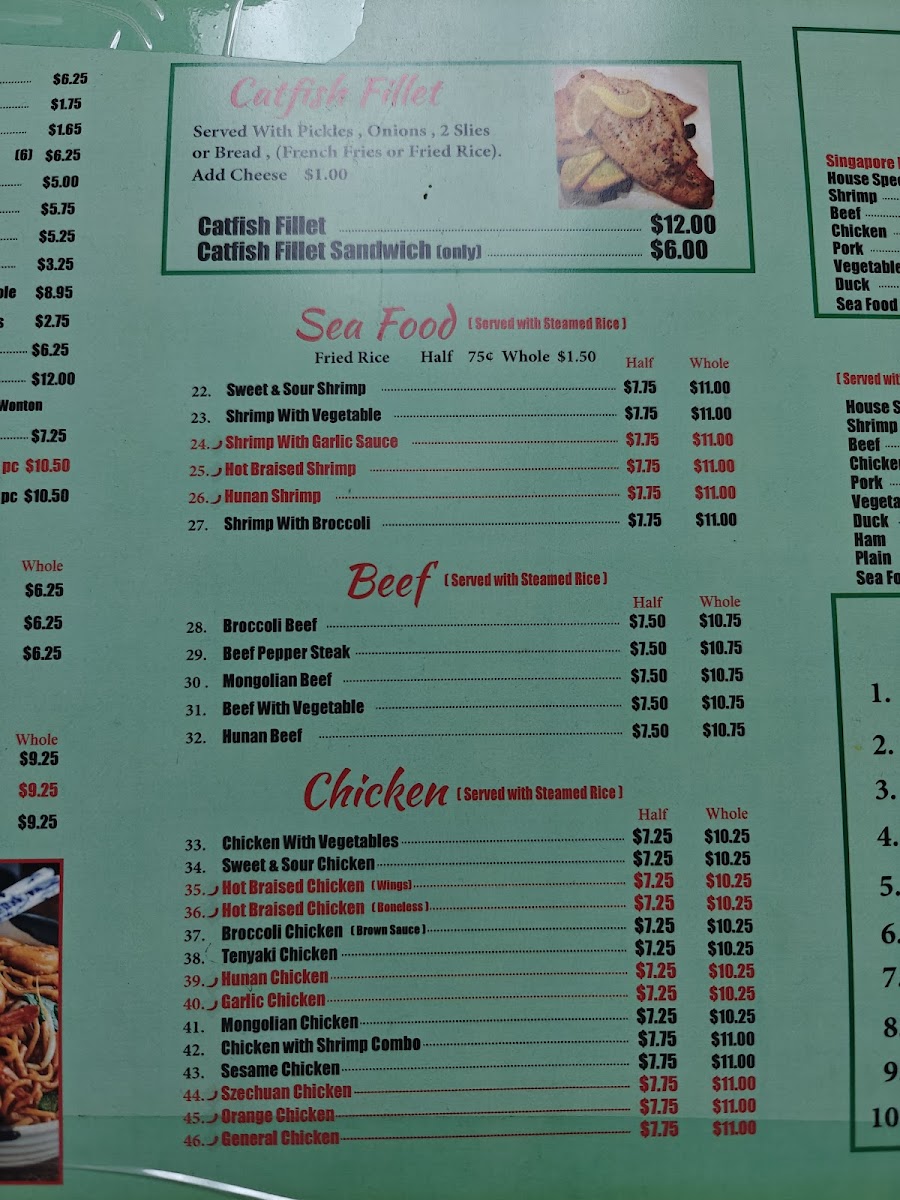 $6.25
$1.75
$1.65
(6) $6.25
$5.00
$5.75
$5.25
$3.25
$8.95
$2.75
$6.25
$12.00
Wonton
$7.25
pc $10.50
pc $10.50
Whole
$6.25
$6.25
$6.25
Whole
$9.25
$9.25
$9.25
Catfish Fillet
Served With Pickles , Onions , 2 Slies
or Bread , (French Fries or Fried Rice).
Add Cheese $1.00
Catfish Fillet $12.00
Catfish Fillet Sandwich (only) $6.00
Sea Food (Served with Steamed Rice)
Fried Rice Half 75¢ Whole $1.50
Half Whole
22. Sweet & Sour Shrimp $7.75 $11.00
23. Shrimp With Vegetable $7.75 $11.00
24. Shrimp With Garlic Sauce $7.75 $11.00
25. Hot Braised Shrimp $7.75 $11.00
26. Hunan Shrimp $7.75 $11.00
27. Shrimp With Broccoli $7.75 $11.00
Beef (Served with Steamed Rice)
Half Whole
28. Broccoli Beef $7.50 $10.75
29. Beef Pepper Steak $7.50 $10.75
30. Mongolian Beef $7.50 $10.75
31. Beef With Vegetable $7.50 $10.75
32. Hunan Beef $7.50 $10.75
Chicken (Served with Steamed Rice)
Half Whole
33. Chicken With Vegetables $7.25 $10.25
34. Sweet & Sour Chicken $7.25 $10.25
35. Hot Braised Chicken (Wings) $7.25 $10.25
36. Hot Braised Chicken (Boneless) $7.25 $10.25
37. Broccoli Chicken (Brown Sauce) $7.25 $10.25
38. Tenyaki Chicken $7.25 $10.25
39. Hunan Chicken $7.25 $10.25
40. Garlic Chicken $7.25 $10.25
41. Mongolian Chicken $7.25 $10.25
42. Chicken with Shrimp Combo $7.75 $11.00
43. Sesame Chicken $7.75 $11.00
44. Szechuan Chicken $7.75 $11.00
45. Orange Chicken $7.75 $11.00
46. General Chicken $7.75 $11.00
Singapore
House Spec
Shrimp
Beef
Chicken
Pork
Vegetable
Duck
Sea Food
(Served wit
House S
Shrimp
Beef
Chicken
Pork
Vegeta
Duck
Ham
Plain
Sea Fo
1.
2.
3.
4.
5.
6.
7.
8
9
10